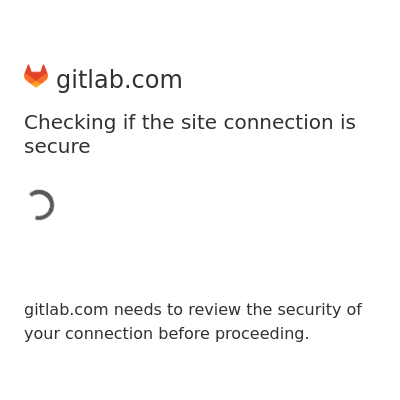 gitlab.com
Checking if the site connection is
secure
gitlab.com needs to review the security of
your connection before proceeding.